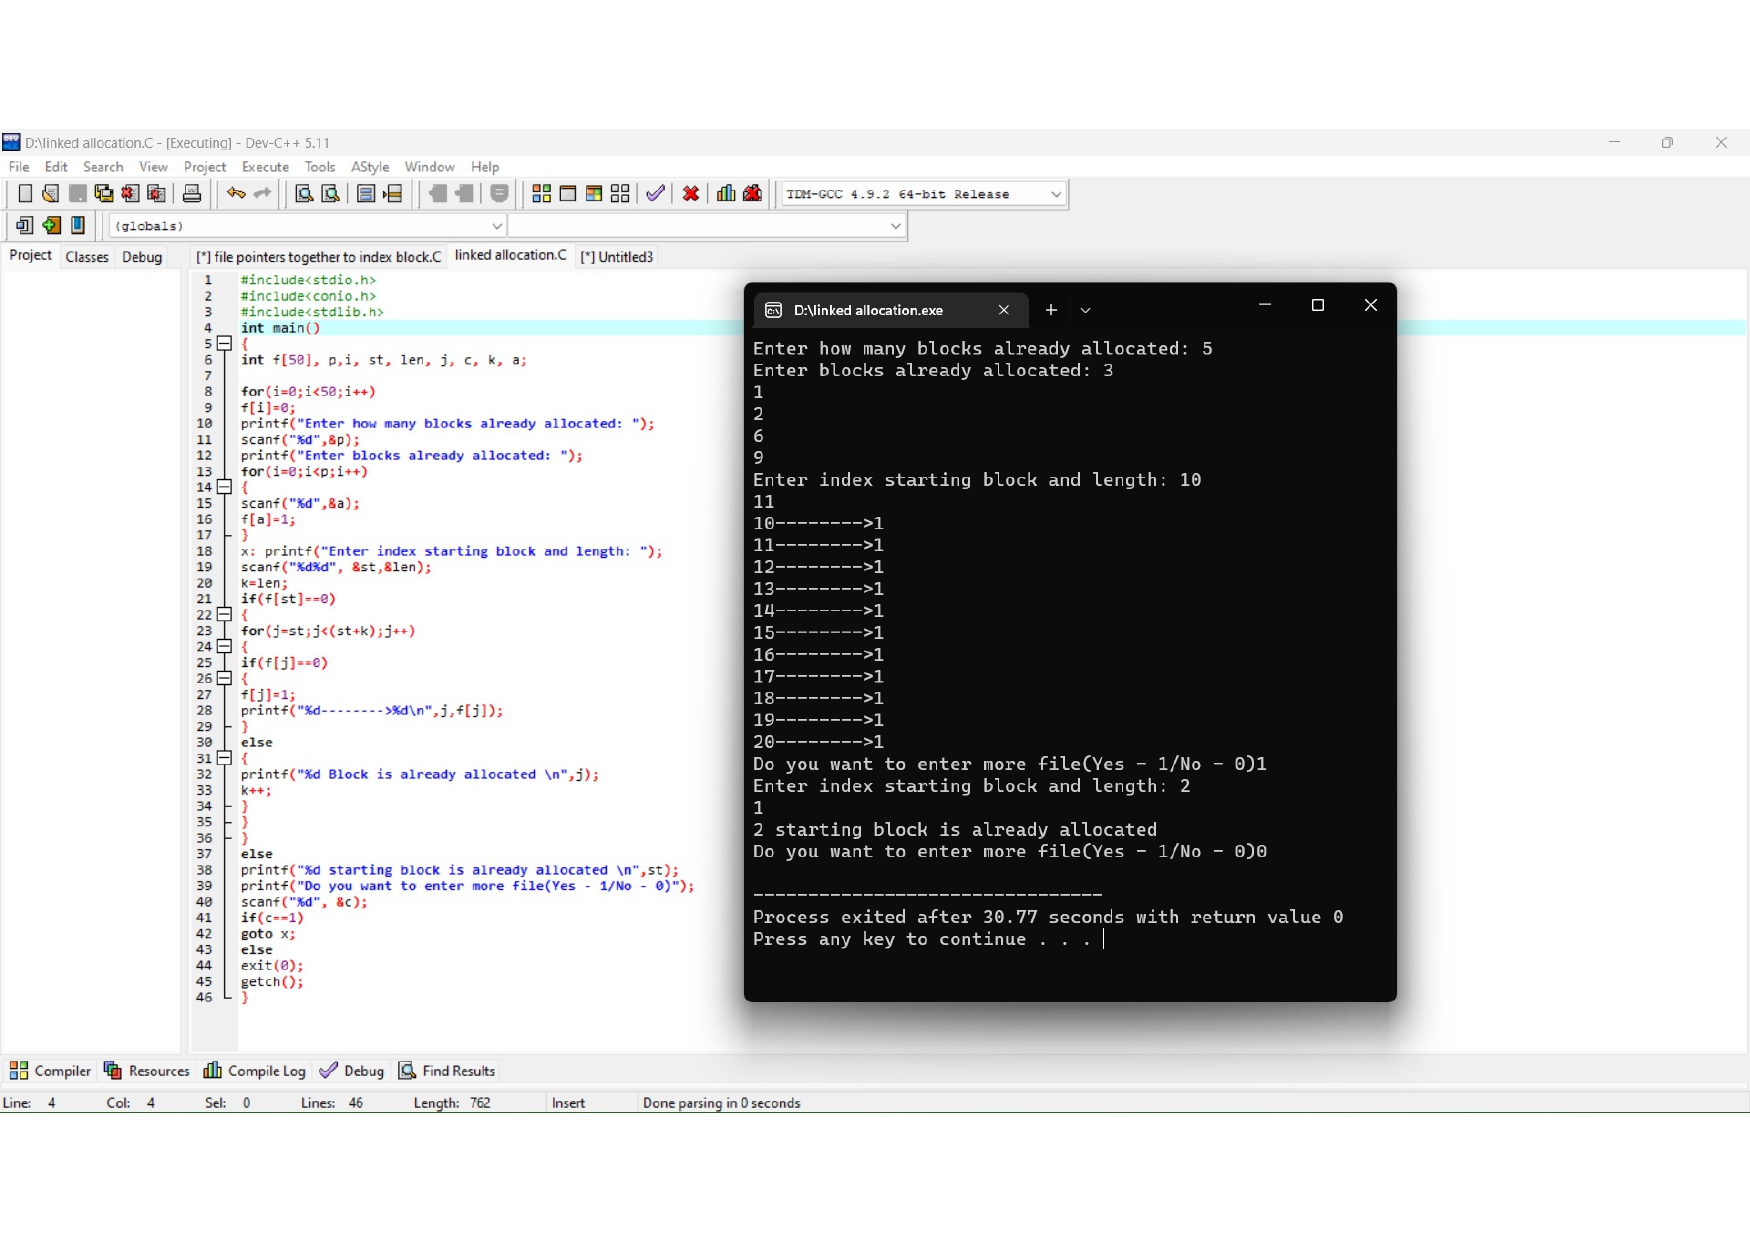 D:\linked allocation.C - [Executing] - Dev-C++ 5.11
File Edit Search View Project Execute Tools AStyle Window Help
TDM-GCC 4.9.2 64-bit Release
(globals)
Project Classes Debug [*] file pointers together to index block.C linked allocation.C [*] Untitled3
1 #include<stdio.h>
2 #include<conio.h>
3 #include<stdlib.h>
4 int main()
5 {
6 int f[50], p,i, st, len, j, c, k, a;
7
8 for(i=0;i<50;i++)
9 f[i]=0;
10 printf("Enter how many blocks already allocated: ");
11 scanf("%d",&p);
12 printf("Enter blocks already allocated: ");
13 for(i=0;i<p;i++)
14 {
15 scanf("%d",&a);
16 f[a]=1;
17 }
18 x: printf("Enter index starting block and length: ");
19 scanf("%d%d", &st,&len);
20 k=len;
21 if(f[st]==0)
22 {
23 for(j=st;j<(st+k);j++)
24 {
25 if(f[j]==0)
26 {
27 f[j]=1;
28 printf("%d-------->%d\n",j,f[j]);
29 }
30 else
31 {
32 printf("%d Block is already allocated \n",j);
33 k++;
34 }
35 }
36 }
37 else
38 printf("%d starting block is already allocated \n",st);
39 printf("Do you want to enter more file(Yes - 1/No - 0)");
40 scanf("%d", &c);
41 if(c==1)
42 goto x;
43 else
44 exit(0);
45 getch();
46 }
D:\linked allocation.exe
Enter how many blocks already allocated: 5
Enter blocks already allocated: 3
1
2
6
9
Enter index starting block and length: 10
11
10-------->1
11-------->1
12-------->1
13-------->1
14-------->1
15-------->1
16-------->1
17-------->1
18-------->1
19-------->1
20-------->1
Do you want to enter more file(Yes - 1/No - 0)1
Enter index starting block and length: 2
1
2 starting block is already allocated
Do you want to enter more file(Yes - 1/No - 0)0
--------------------------------
Process exited after 30.77 seconds with return value 0
Press any key to continue . . .
Compiler Resources Compile Log Debug Find Results
Line: 4 Col: 4 Sel: 0 Lines: 46 Length: 762 Insert Done parsing in 0 seconds